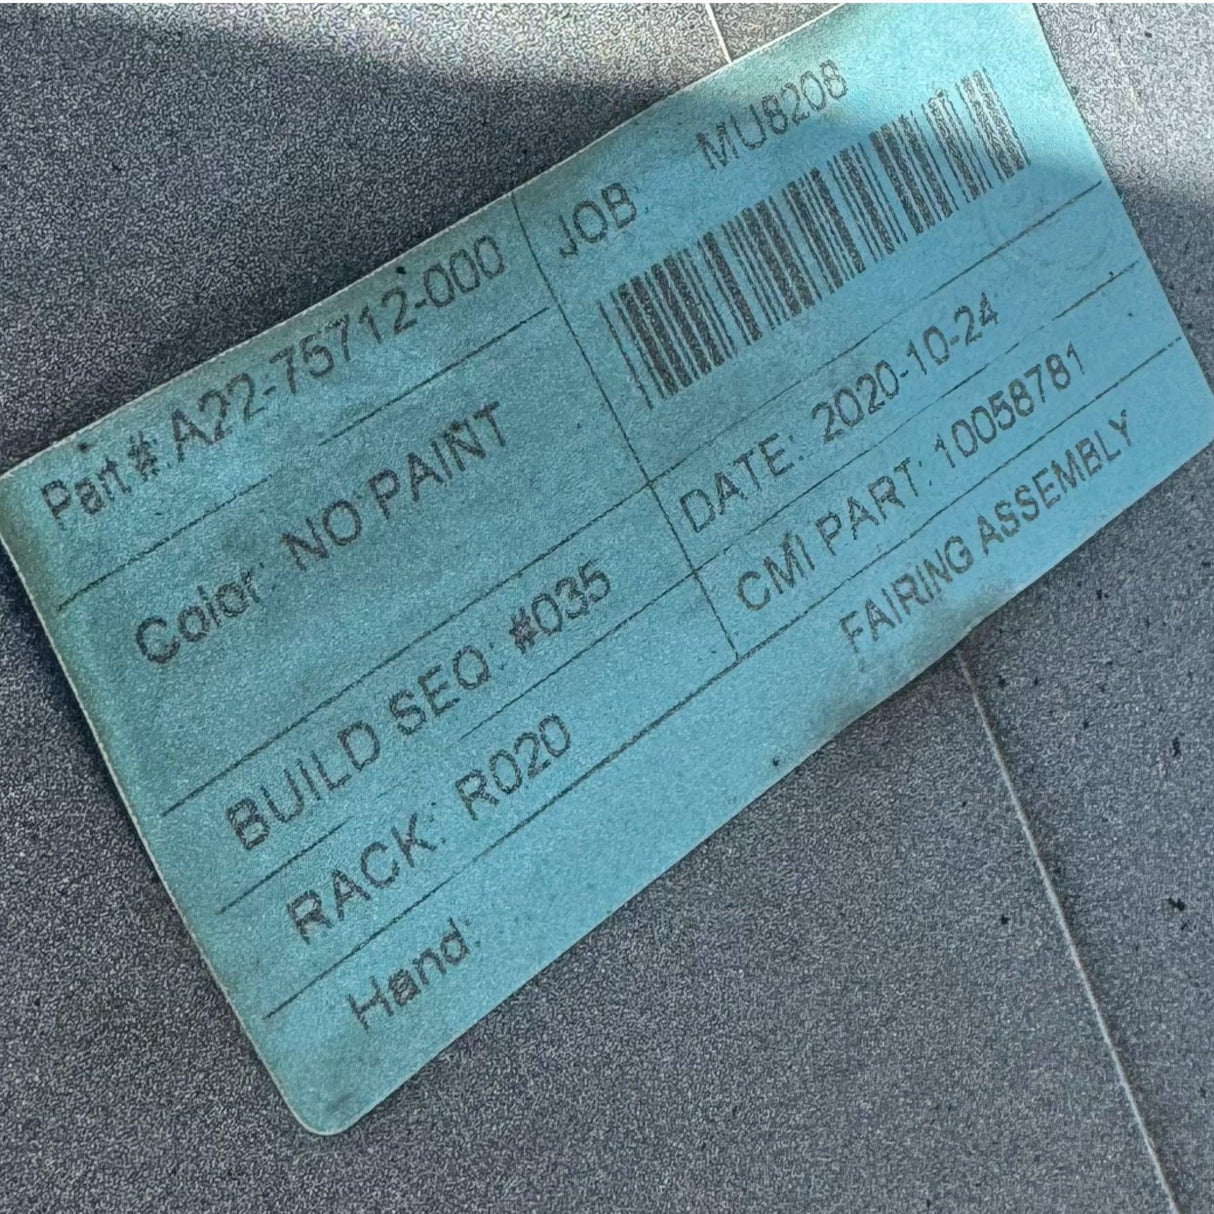 Part #: A22-75712-000
JOB: MU8208
Color: NO PAINT
DATE: 2020-10-24
BUILD SEQ: #035
CMI PART: 10058781
RACK: R020
FAIRING ASSEMBLY
Hand: